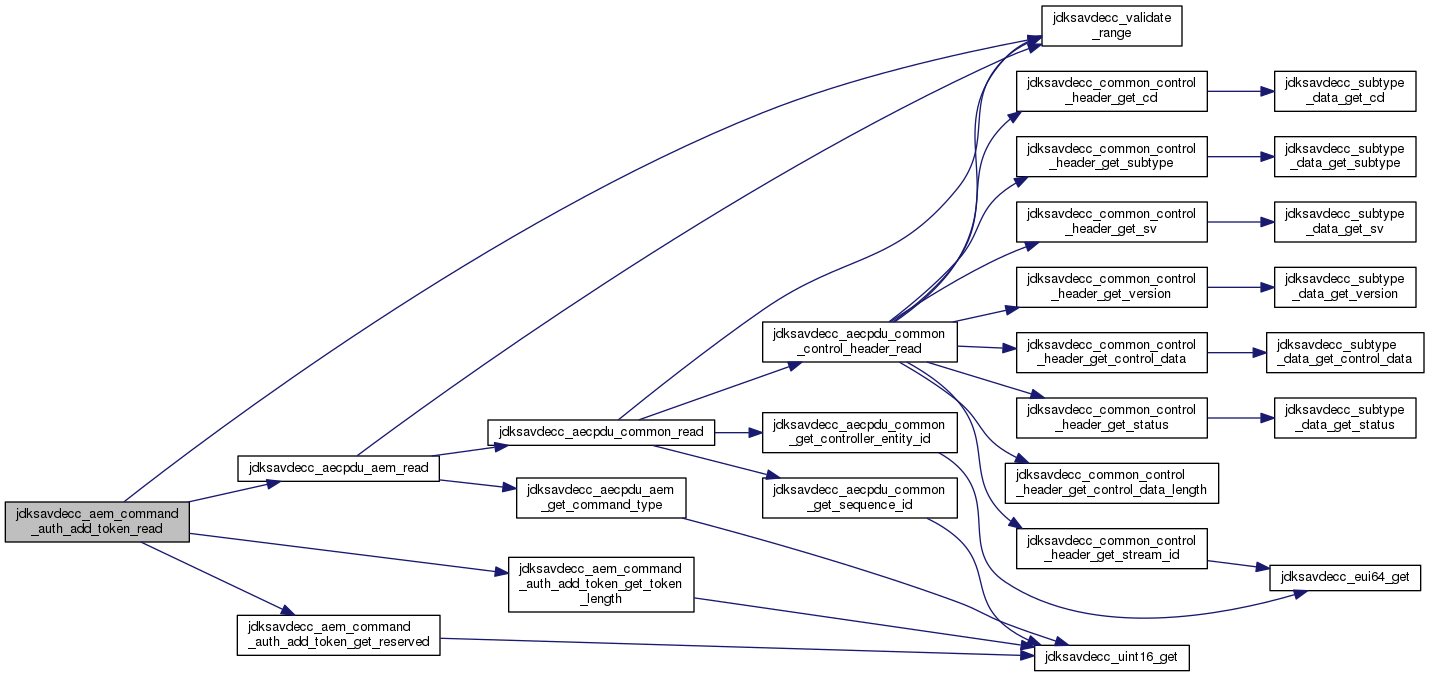 jdksavdecc_aem_command
_auth_add_token_read
jdksavdecc_aecpdu_aem_read
jdksavdecc_aem_command
_auth_add_token_get_token
_length
jdksavdecc_aem_command
_auth_add_token_get_reserved
jdksavdecc_aecpdu_common_read
jdksavdecc_aecpdu_aem
_get_command_type
jdksavdecc_aecpdu_common
_control_header_read
jdksavdecc_aecpdu_common
_get_controller_entity_id
jdksavdecc_aecpdu_common
_get_sequence_id
jdksavdecc_validate
_range
jdksavdecc_common_control
_header_get_cd
jdksavdecc_subtype
_data_get_cd
jdksavdecc_common_control
_header_get_subtype
jdksavdecc_subtype
_data_get_subtype
jdksavdecc_common_control
_header_get_sv
jdksavdecc_subtype
_data_get_sv
jdksavdecc_common_control
_header_get_version
jdksavdecc_subtype
_data_get_version
jdksavdecc_common_control
_header_get_control_data
jdksavdecc_subtype
_data_get_control_data
jdksavdecc_common_control
_header_get_status
jdksavdecc_subtype
_data_get_status
jdksavdecc_common_control
_header_get_control_data_length
jdksavdecc_common_control
_header_get_stream_id
jdksavdecc_eui64_get
jdksavdecc_uint16_get